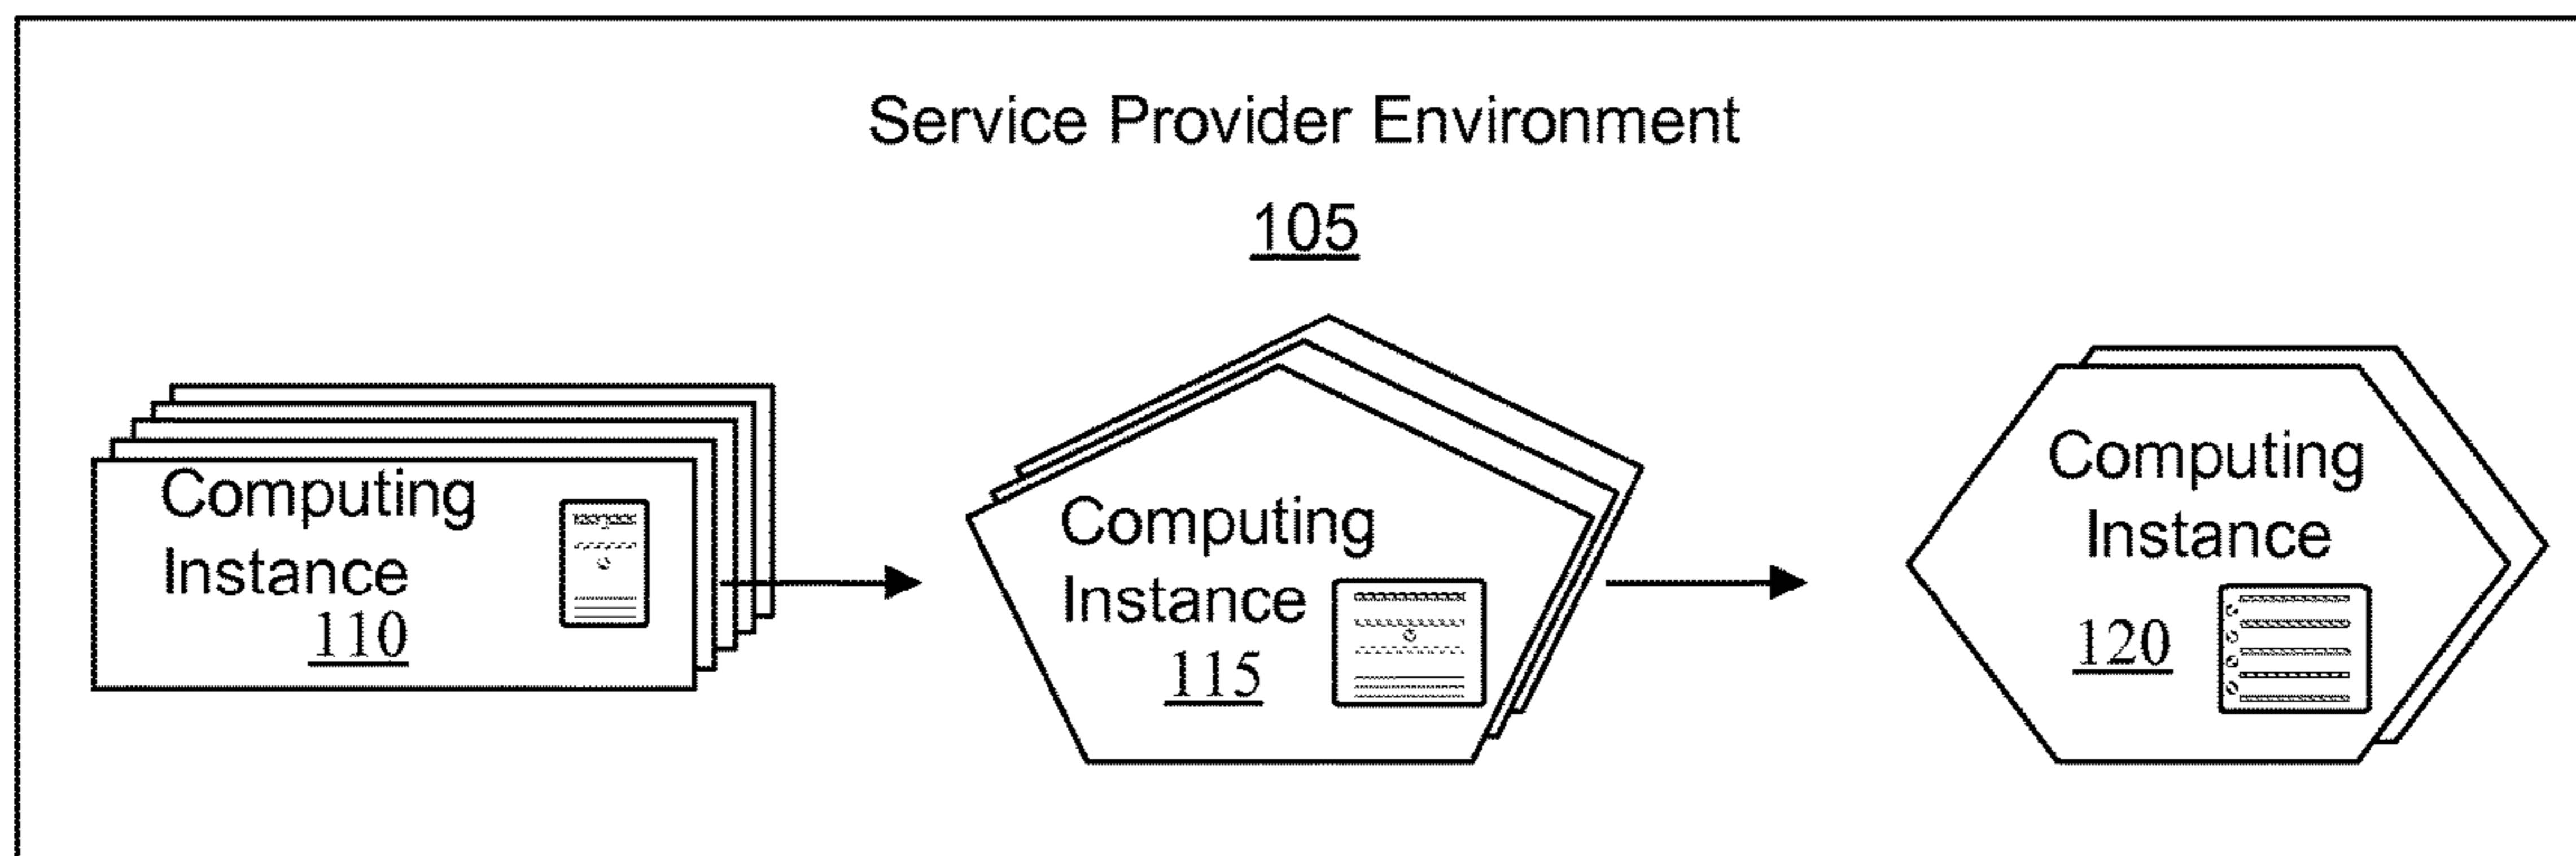 Service Provider Environment
105
Computing
Instance
110
Computing
Instance
115
Computing
Instance
120